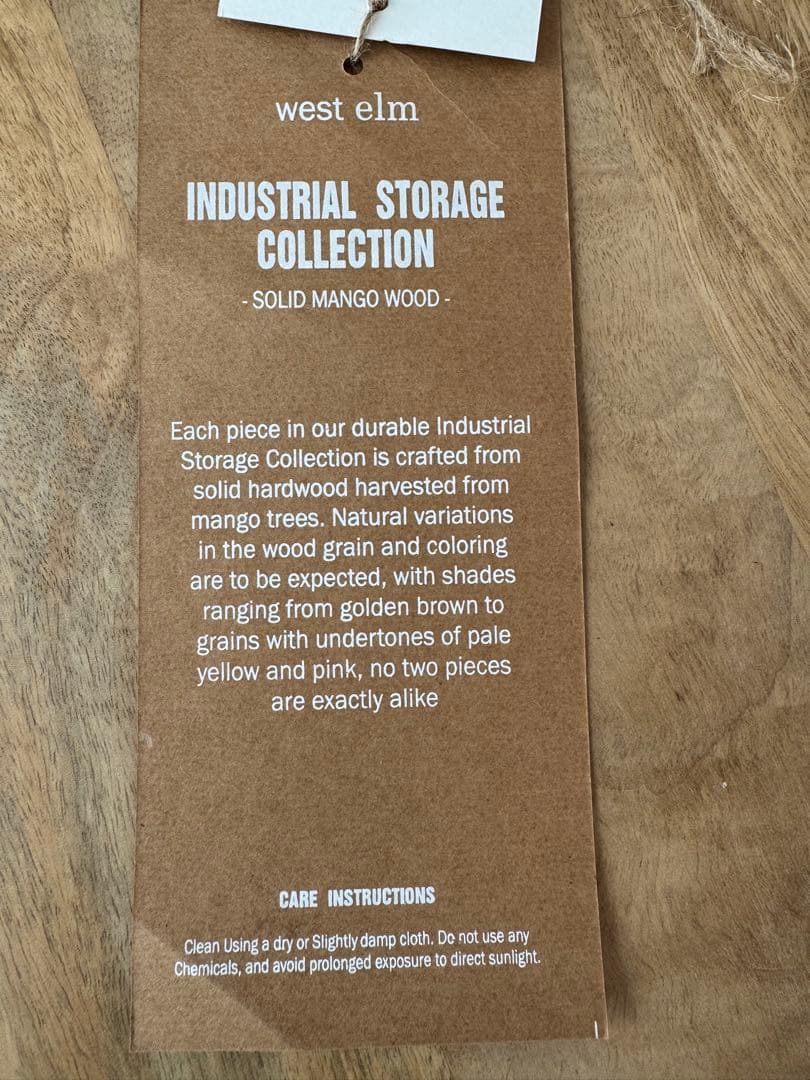 west elm
INDUSTRIAL STORAGE
COLLECTION
- SOLID MANGO WOOD -
Each piece in our durable Industrial
Storage Collection is crafted from
solid hardwood harvested from
mango trees. Natural variations
in the wood grain and coloring
are to be expected, with shades
ranging from golden brown to
grains with undertones of pale
yellow and pink, no two pieces
are exactly alike
CARE INSTRUCTIONS
Clean Using a dry or Slightly damp cloth. Do not use any
Chemicals, and avoid prolonged exposure to direct sunlight.